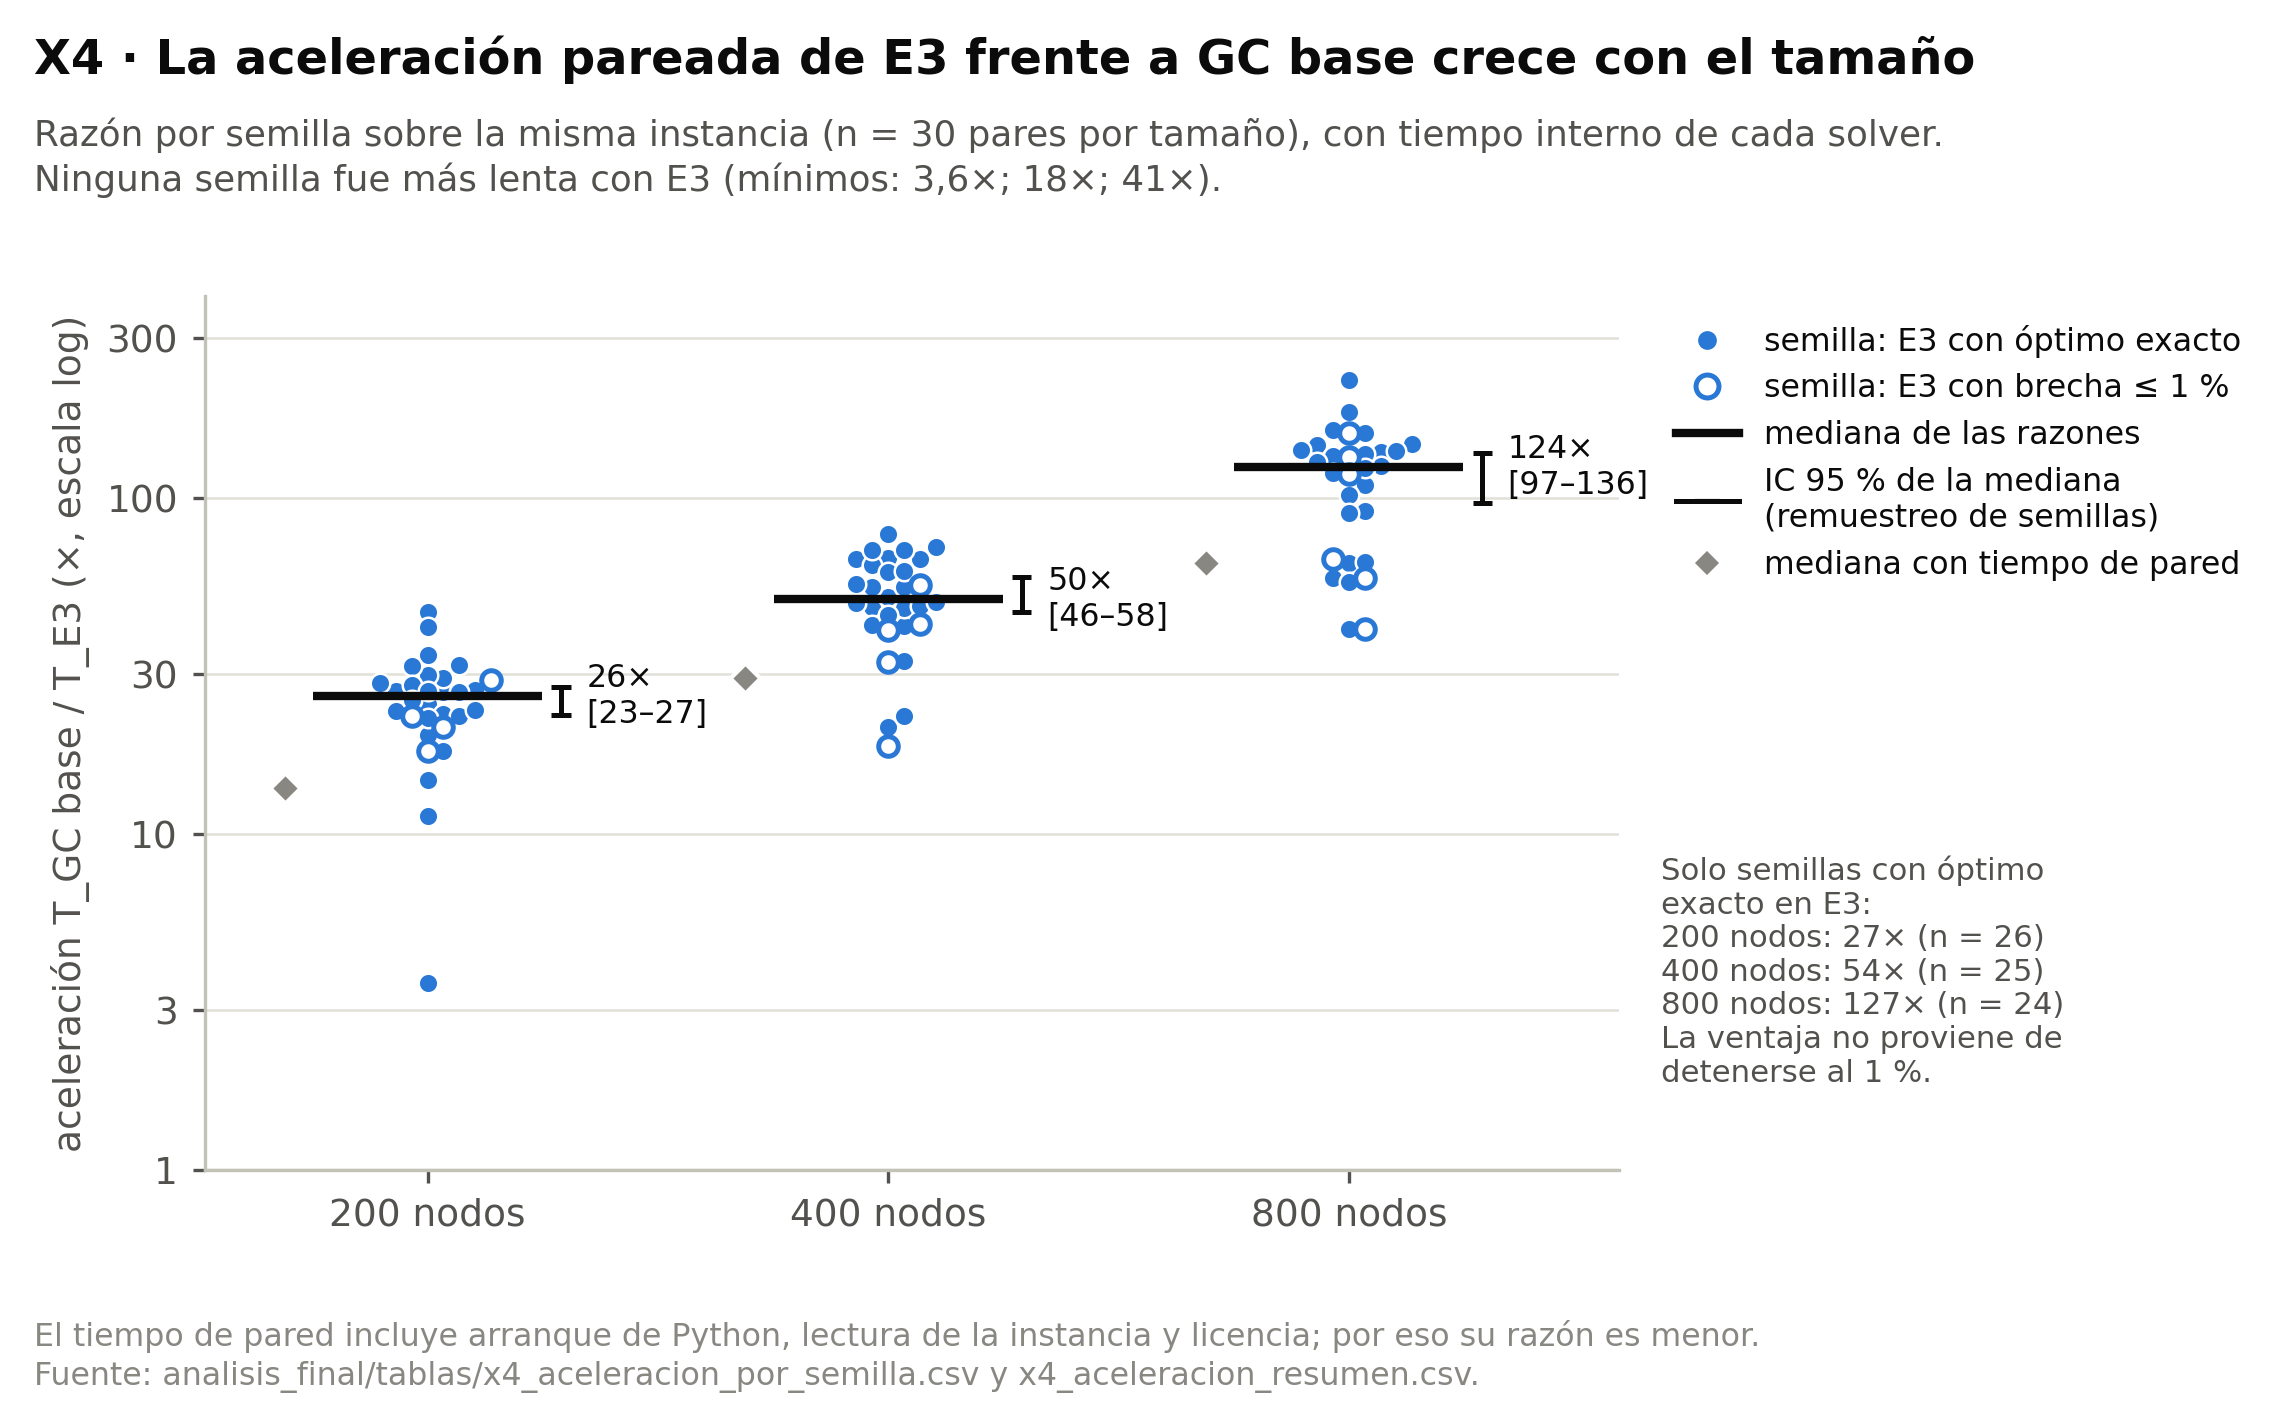 X4 · La aceleración pareada de E3 frente a GC base crece con el tamaño
Razón por semilla sobre la misma instancia (n = 30 pares por tamaño), con tiempo interno de cada solver.
Ninguna semilla fue más lenta con E3 (mínimos: 3,6×; 18×; 41×).
aceleración T_GC base / T_E3 (×, escala log)
300
100
30
10
3
1
200 nodos
400 nodos
800 nodos
26×
[23–27]
50×
[46–58]
124×
[97–136]
semilla: E3 con óptimo exacto
semilla: E3 con brecha ≤ 1 %
mediana de las razones
IC 95 % de la mediana
(remuestreo de semillas)
mediana con tiempo de pared
Solo semillas con óptimo
exacto en E3:
200 nodos: 27× (n = 26)
400 nodos: 54× (n = 25)
800 nodos: 127× (n = 24)
La ventaja no proviene de
detenerse al 1 %.
El tiempo de pared incluye arranque de Python, lectura de la instancia y licencia; por eso su razón es menor.
Fuente: analisis_final/tablas/x4_aceleracion_por_semilla.csv y x4_aceleracion_resumen.csv.